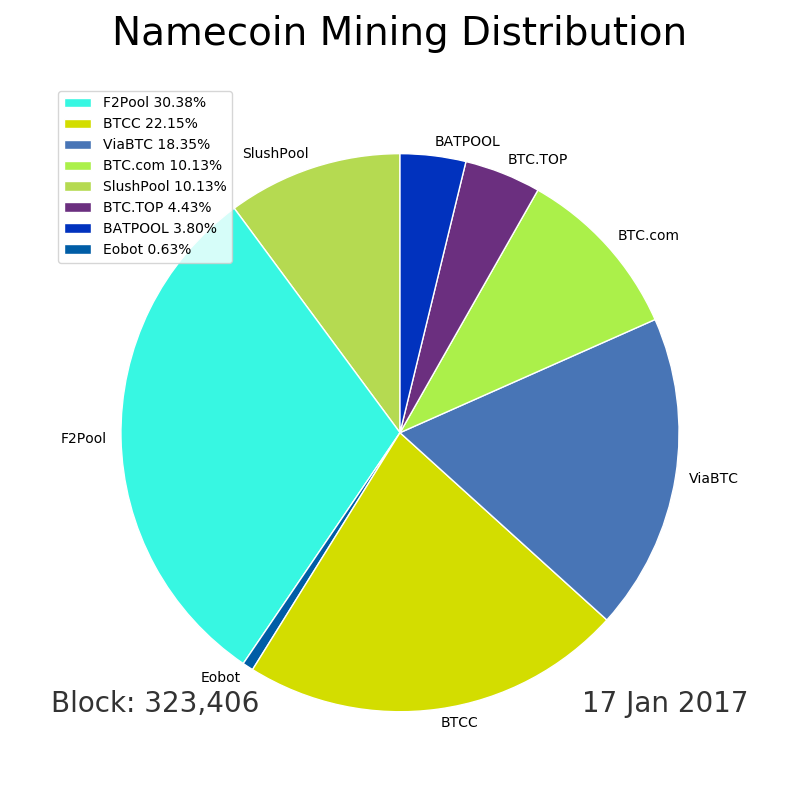 Namecoin Mining Distribution
F2Pool 30.38%
BTCC 22.15%
ViaBTC 18.35%
BTC.com 10.13%
SlushPool 10.13%
BTC.TOP 4.43%
BATPOOL 3.80%
Eobot 0.63%
BATPOOL
SlushPool
BTC.TOP
BTC.com
F2Pool
ViaBTC
Eobot
BTCC
Block: 323,406
17 Jan 2017